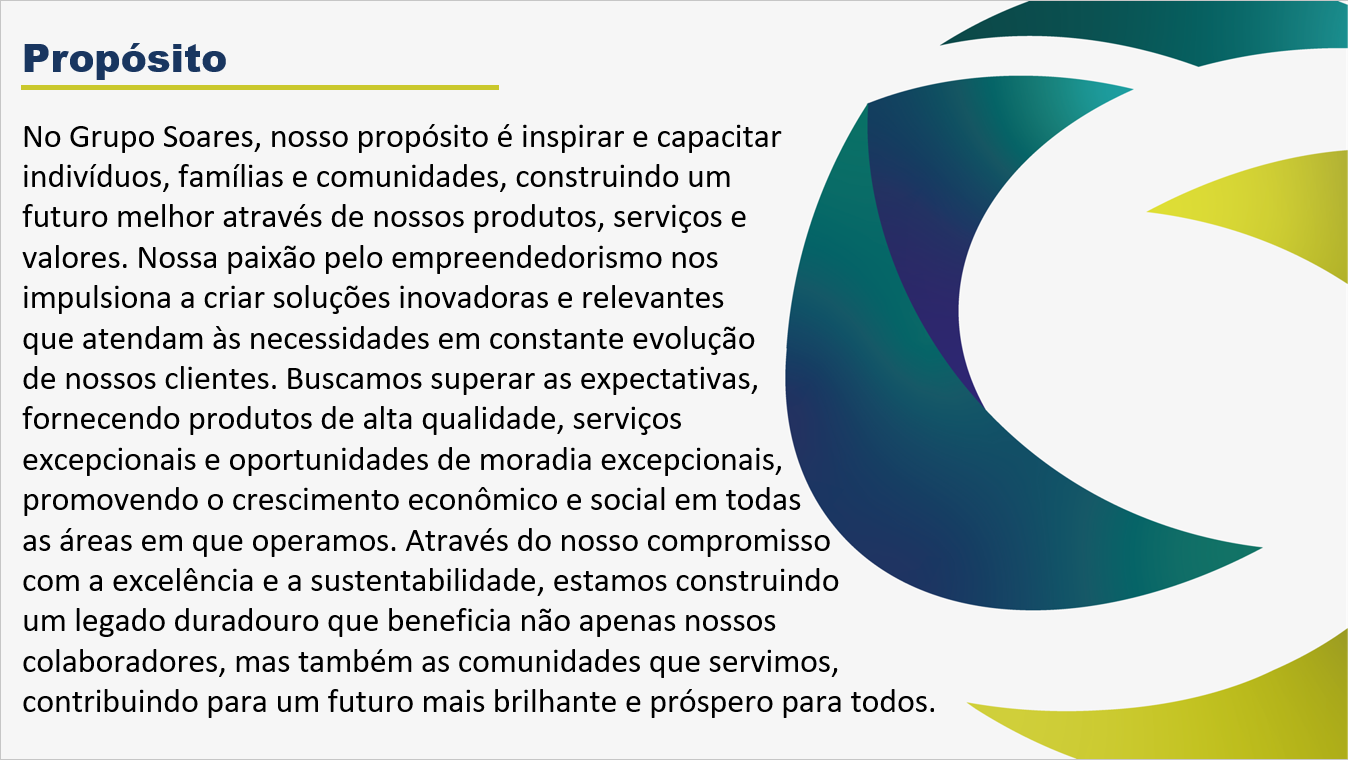 Propósito
No Grupo Soares, nosso propósito é inspirar e capacitar
indivíduos, famílias e comunidades, construindo um
futuro melhor através de nossos produtos, serviços e
valores. Nossa paixão pelo empreendedorismo nos
impulsiona a criar soluções inovadoras e relevantes
que atendam às necessidades em constante evolução
de nossos clientes. Buscamos superar as expectativas,
fornecendo produtos de alta qualidade, serviços
excepcionais e oportunidades de moradia excepcionais,
promovendo o crescimento econômico e social em todas
as áreas em que operamos. Através do nosso compromisso
com a excelência e a sustentabilidade, estamos construindo
um legado duradouro que beneficia não apenas nossos
colaboradores, mas também as comunidades que servimos,
contribuindo para um futuro mais brilhante e próspero para todos.